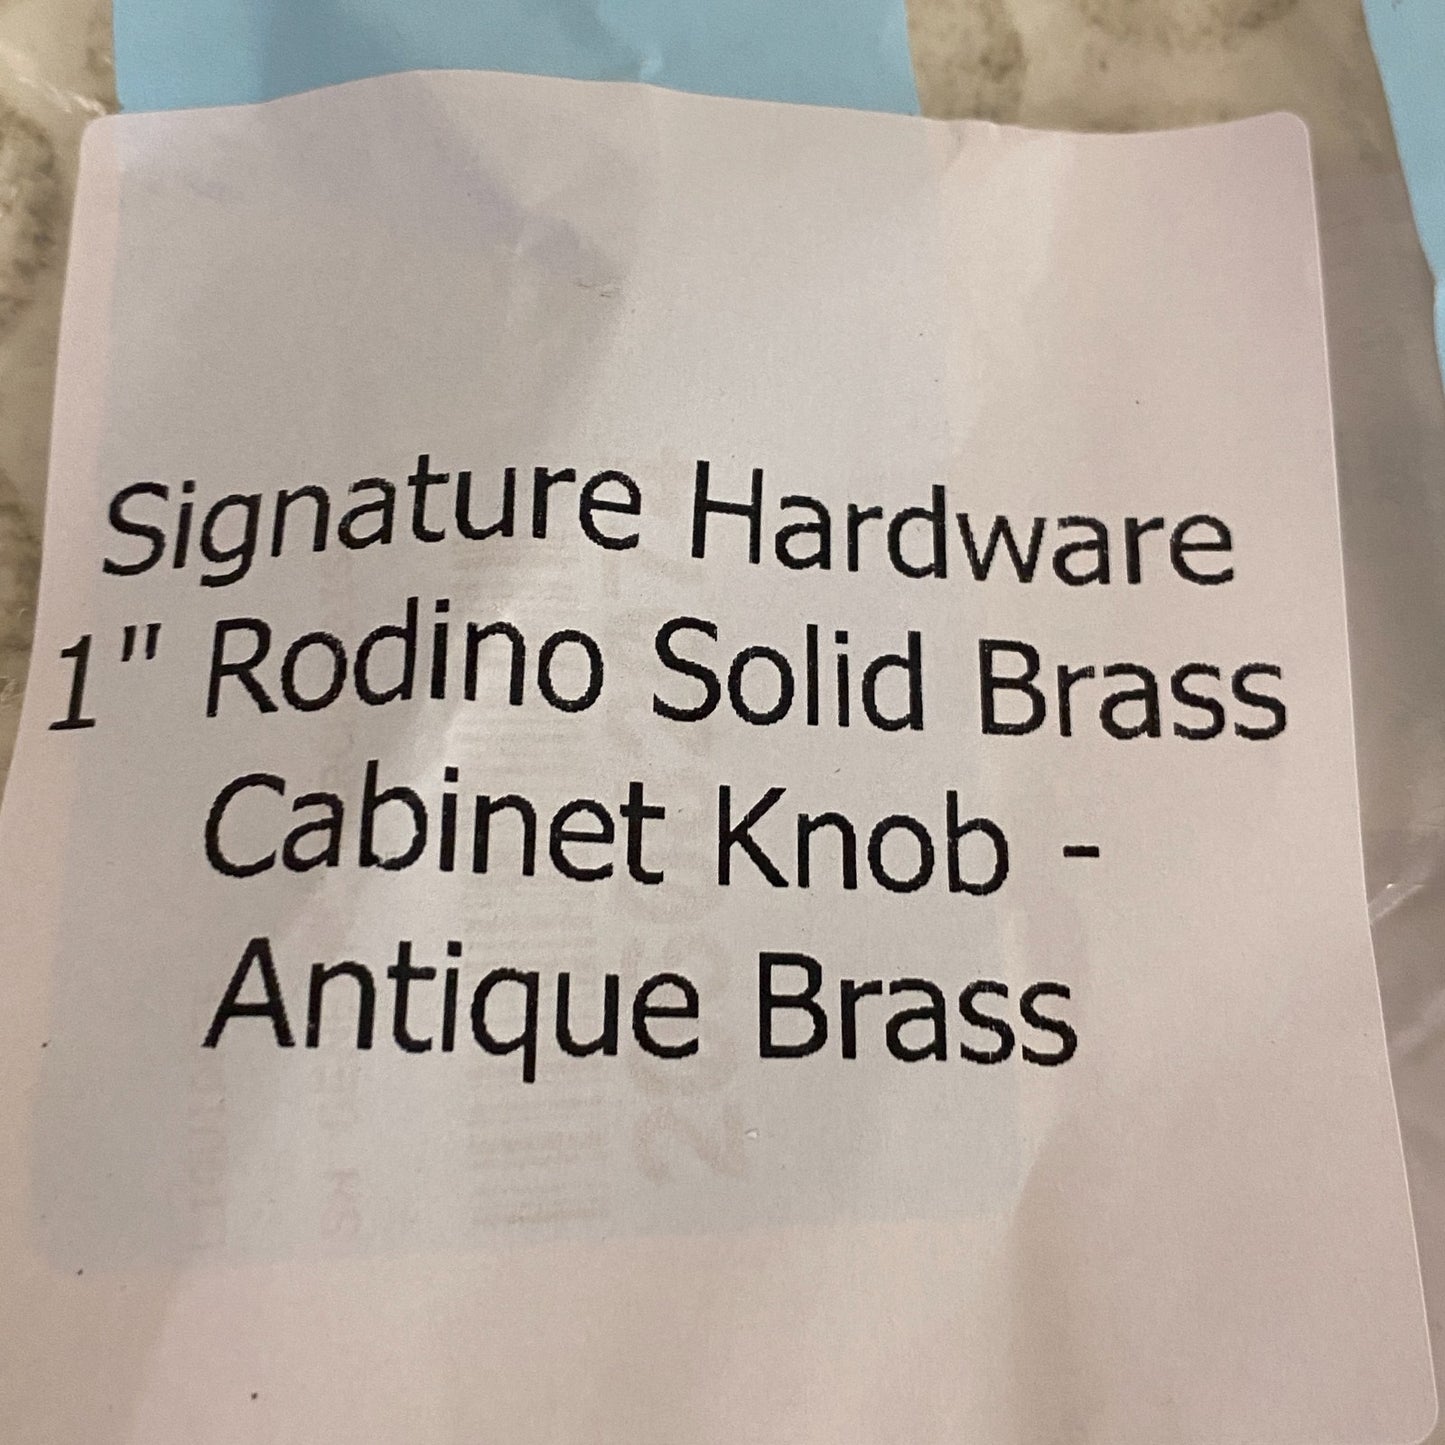 Signature Hardware
1" Rodino Solid Brass
Cabinet Knob -
Antique Brass